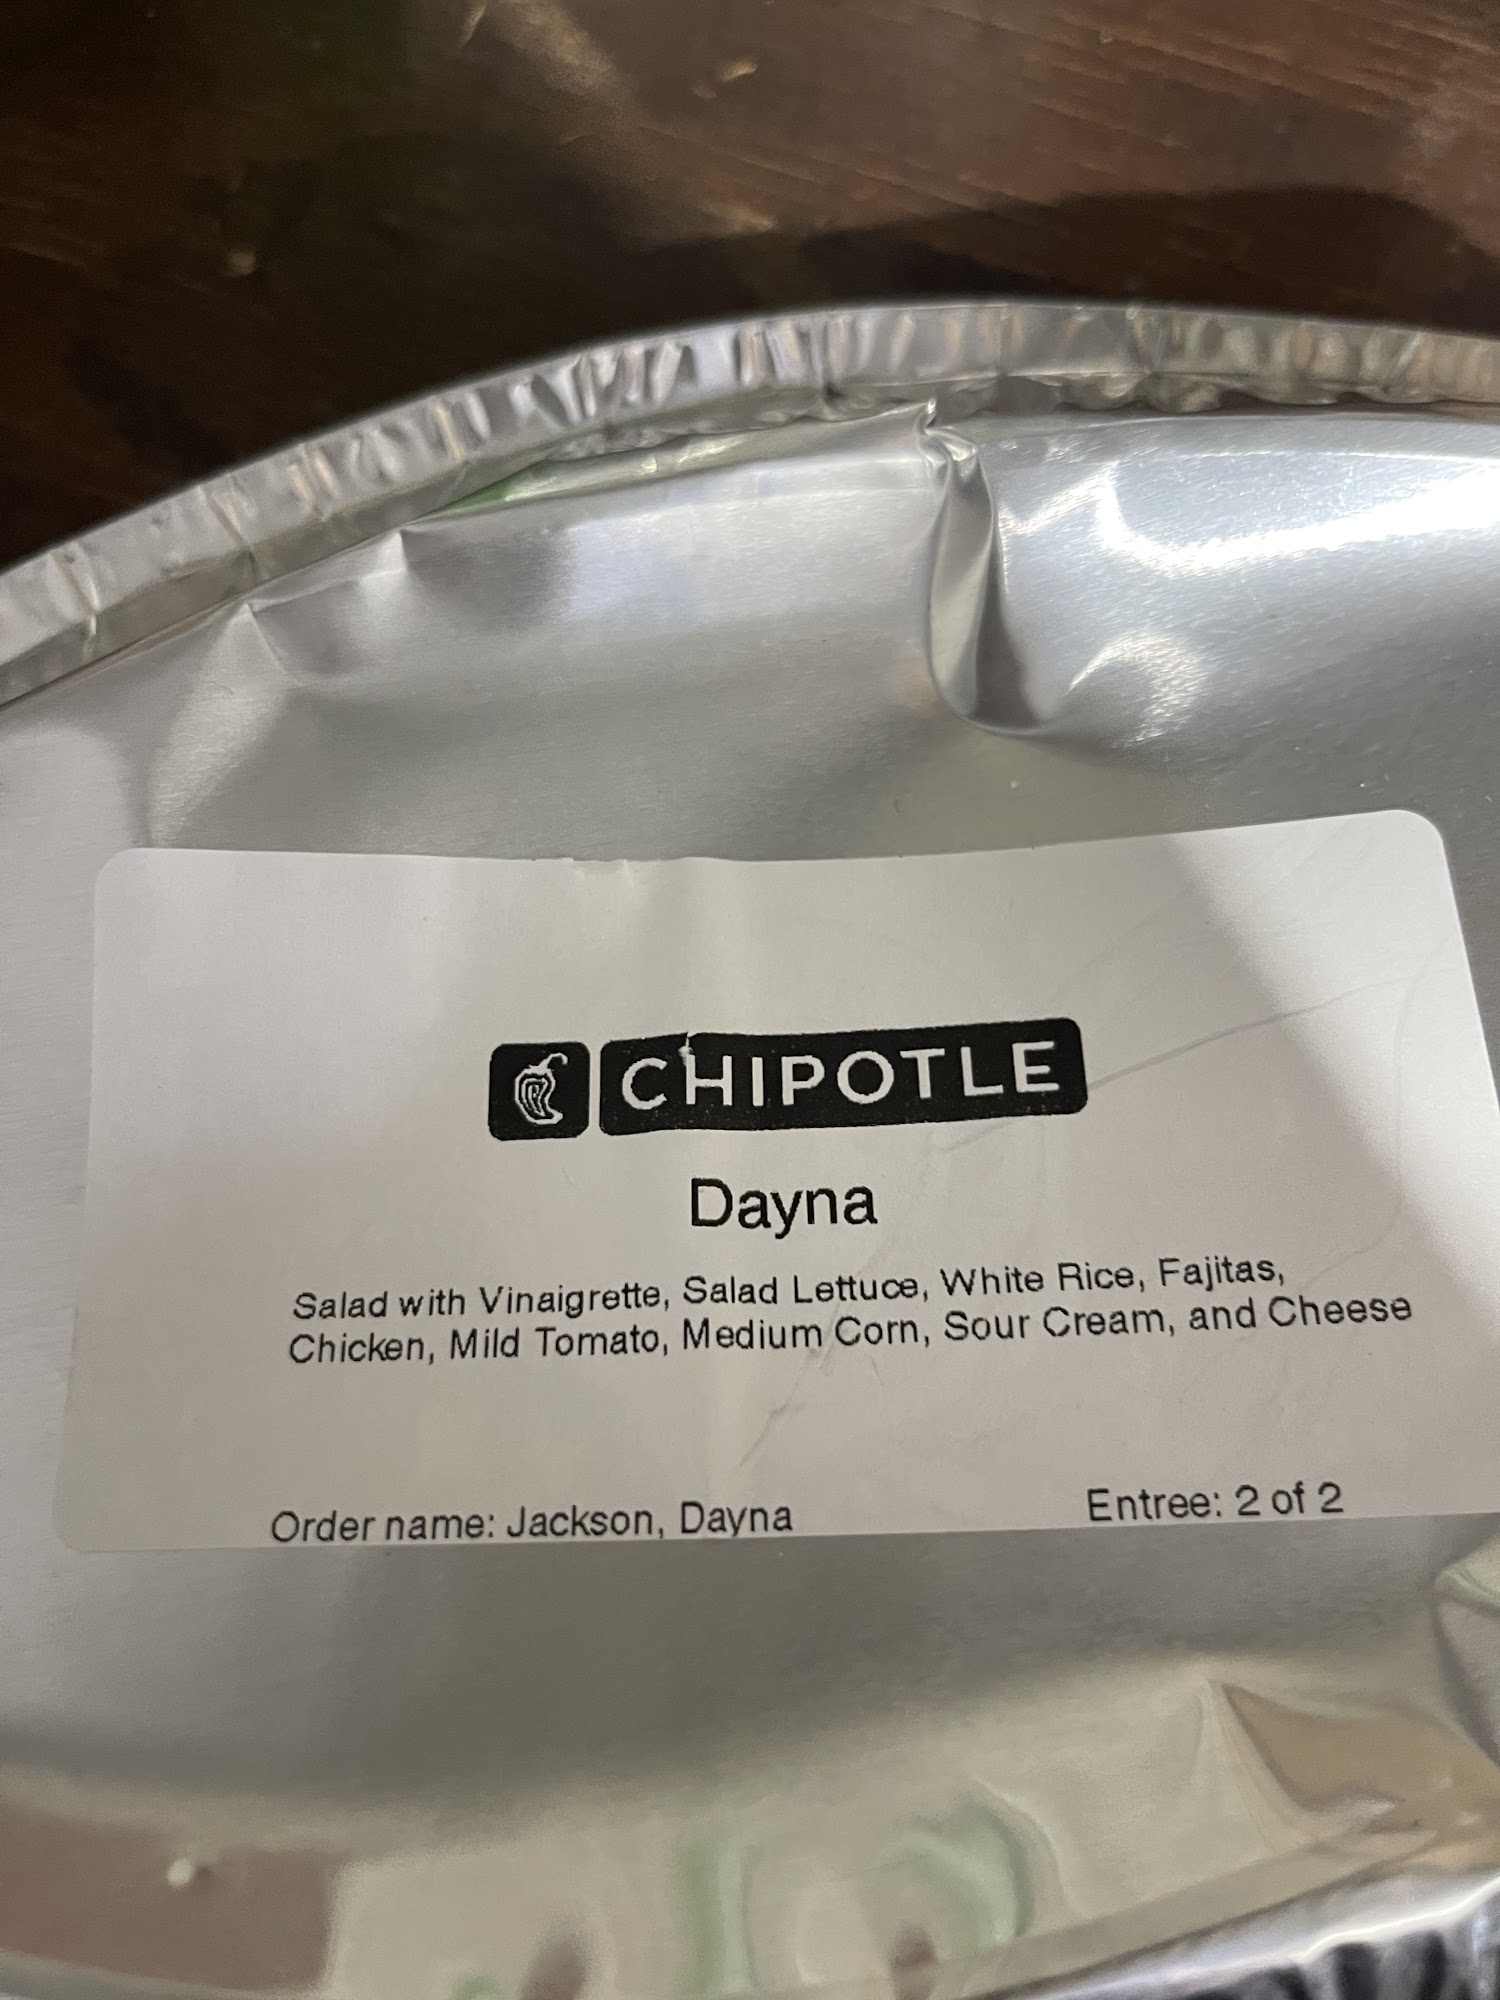 CHIPOTLE
Dayna
Salad with Vinaigrette, Salad Lettuce, White Rice, Fajitas,
Chicken, Mild Tomato, Medium Corn, Sour Cream, and Cheese
Order name: Jackson, Dayna Entree: 2 of 2